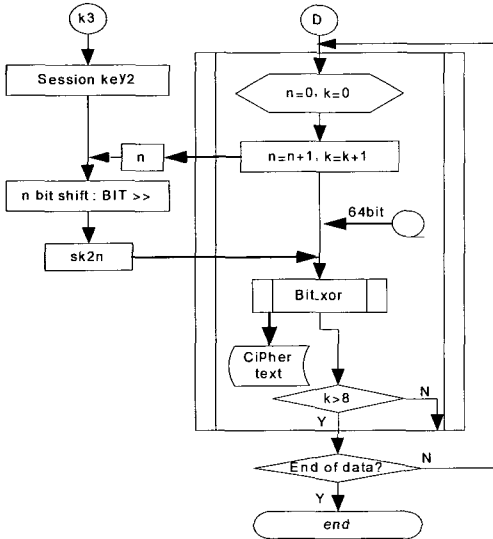 k3
D
Session key2
n=0, k=0
n
n=n+1, k=k+1
n bit shift : BIT >>
64bit
sk2n
Bit_xor
CiPher
text
k>8
N
Y
End of data?
N
Y
end